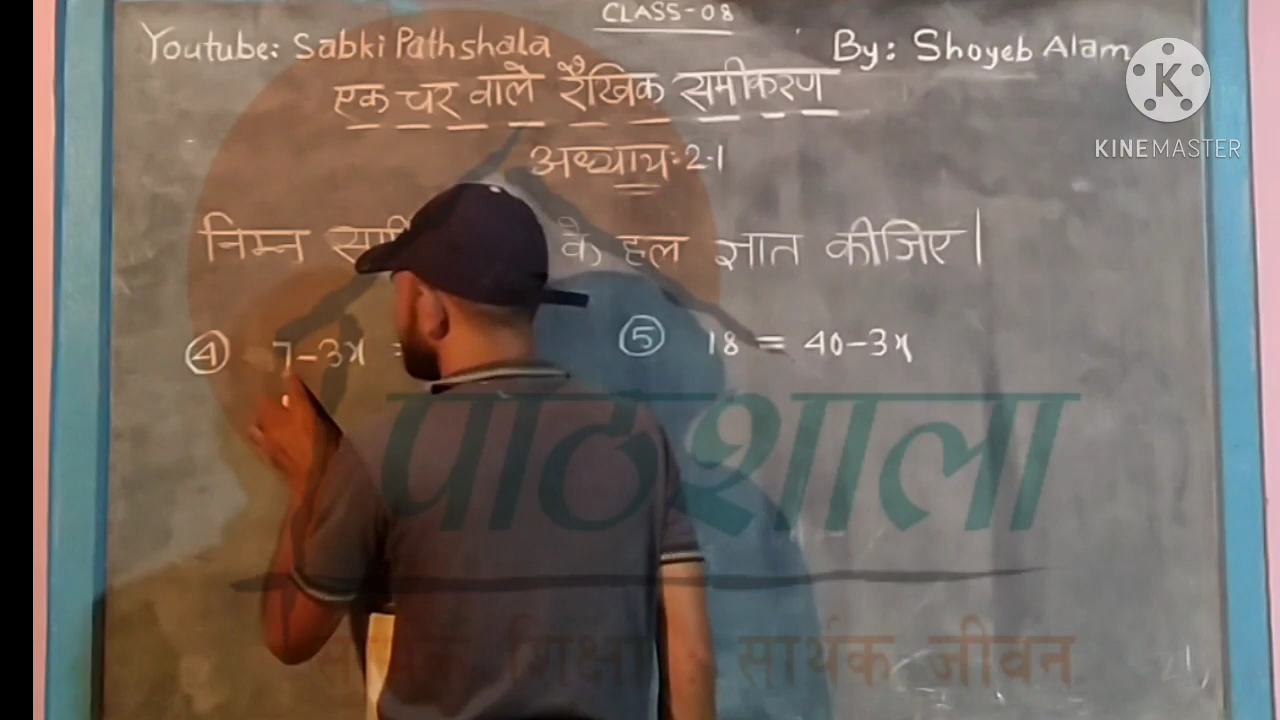 CLASS-08
Youtube: Sabki Pathshala By: Shoyeb Alam
एक चर वाले रैखिक समीकरण
अध्याय:2.1
निम्न के हल ज्ञात कीजिए।
④ 7-3x = ⑤ 18 = 40-3x
K
KINEMASTER
पाठशाला
शिक्षा सार्थक जीवन